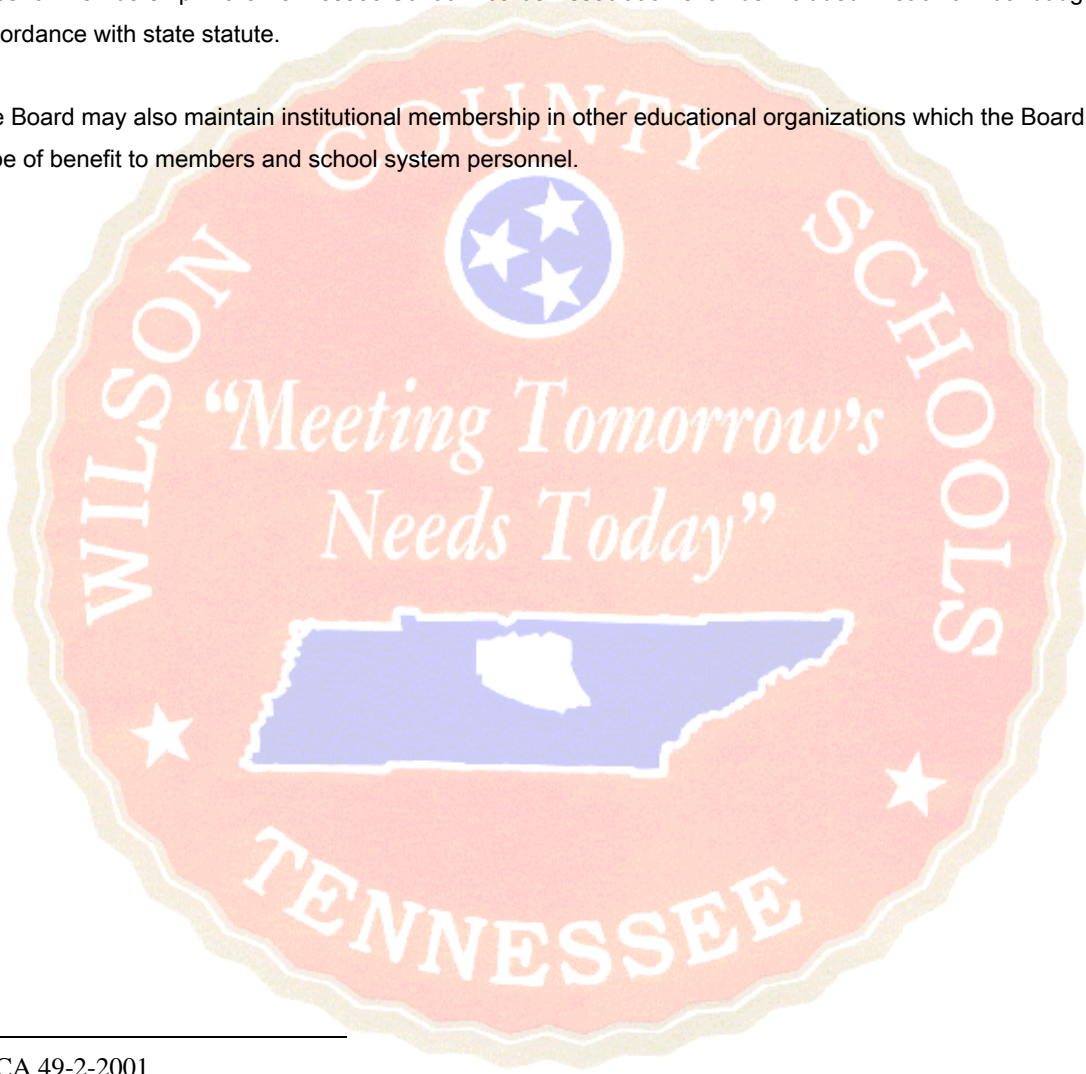 ordance with state statute.
e Board may also maintain institutional membership in other educational organizations which the Board
be of benefit to members and school system personnel.
WILSON COUNTY SCHOOLS
“Meeting Tomorrow’s
Needs Today”
TENNESSEE
CA 49-2-2001